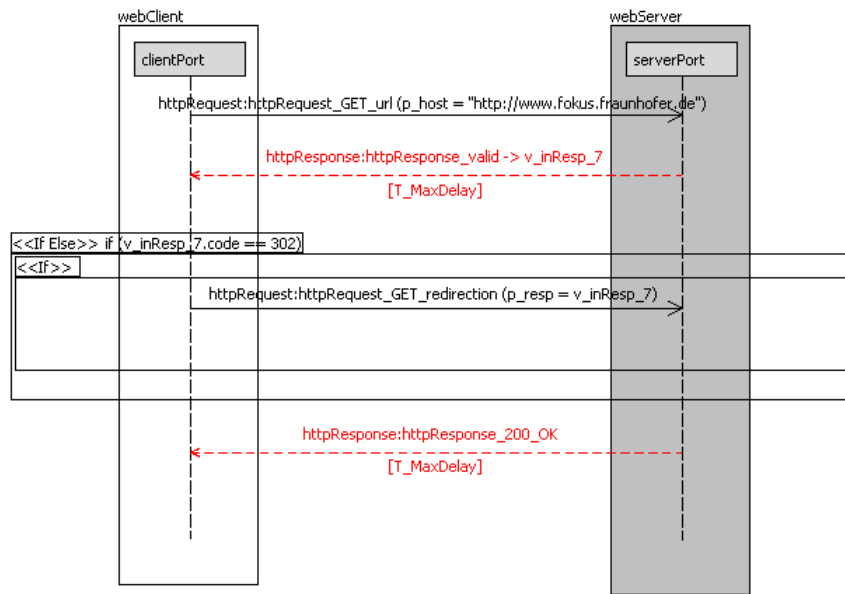 webClient
webServer
clientPort
serverPort
httpRequest:httpRequest_GET_url (p_host = "http://www.fokus.fraunhofer.de")
httpResponse:httpResponse_valid -> v_inResp_7
[T_MaxDelay]
<<If Else>> if (v_inResp_7.code == 302)
<<If>>
httpRequest:httpRequest_GET_redirection (p_resp = v_inResp_7)
httpResponse:httpResponse_200_OK
[T_MaxDelay]